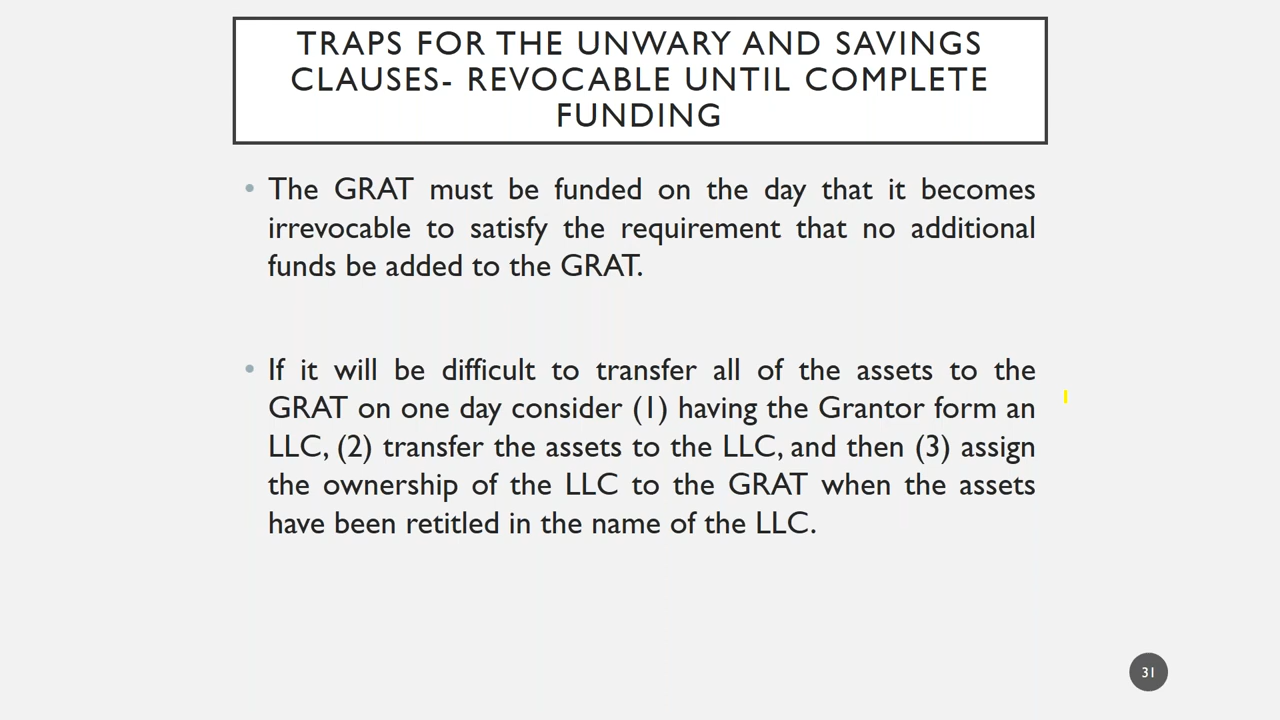 TRAPS FOR THE UNWARY AND SAVINGS
CLAUSES- REVOCABLE UNTIL COMPLETE
FUNDING
• The GRAT must be funded on the day that it becomes
irrevocable to satisfy the requirement that no additional
funds be added to the GRAT.
• If it will be difficult to transfer all of the assets to the
GRAT on one day consider (1) having the Grantor form an
LLC, (2) transfer the assets to the LLC, and then (3) assign
the ownership of the LLC to the GRAT when the assets
have been retitled in the name of the LLC.
31